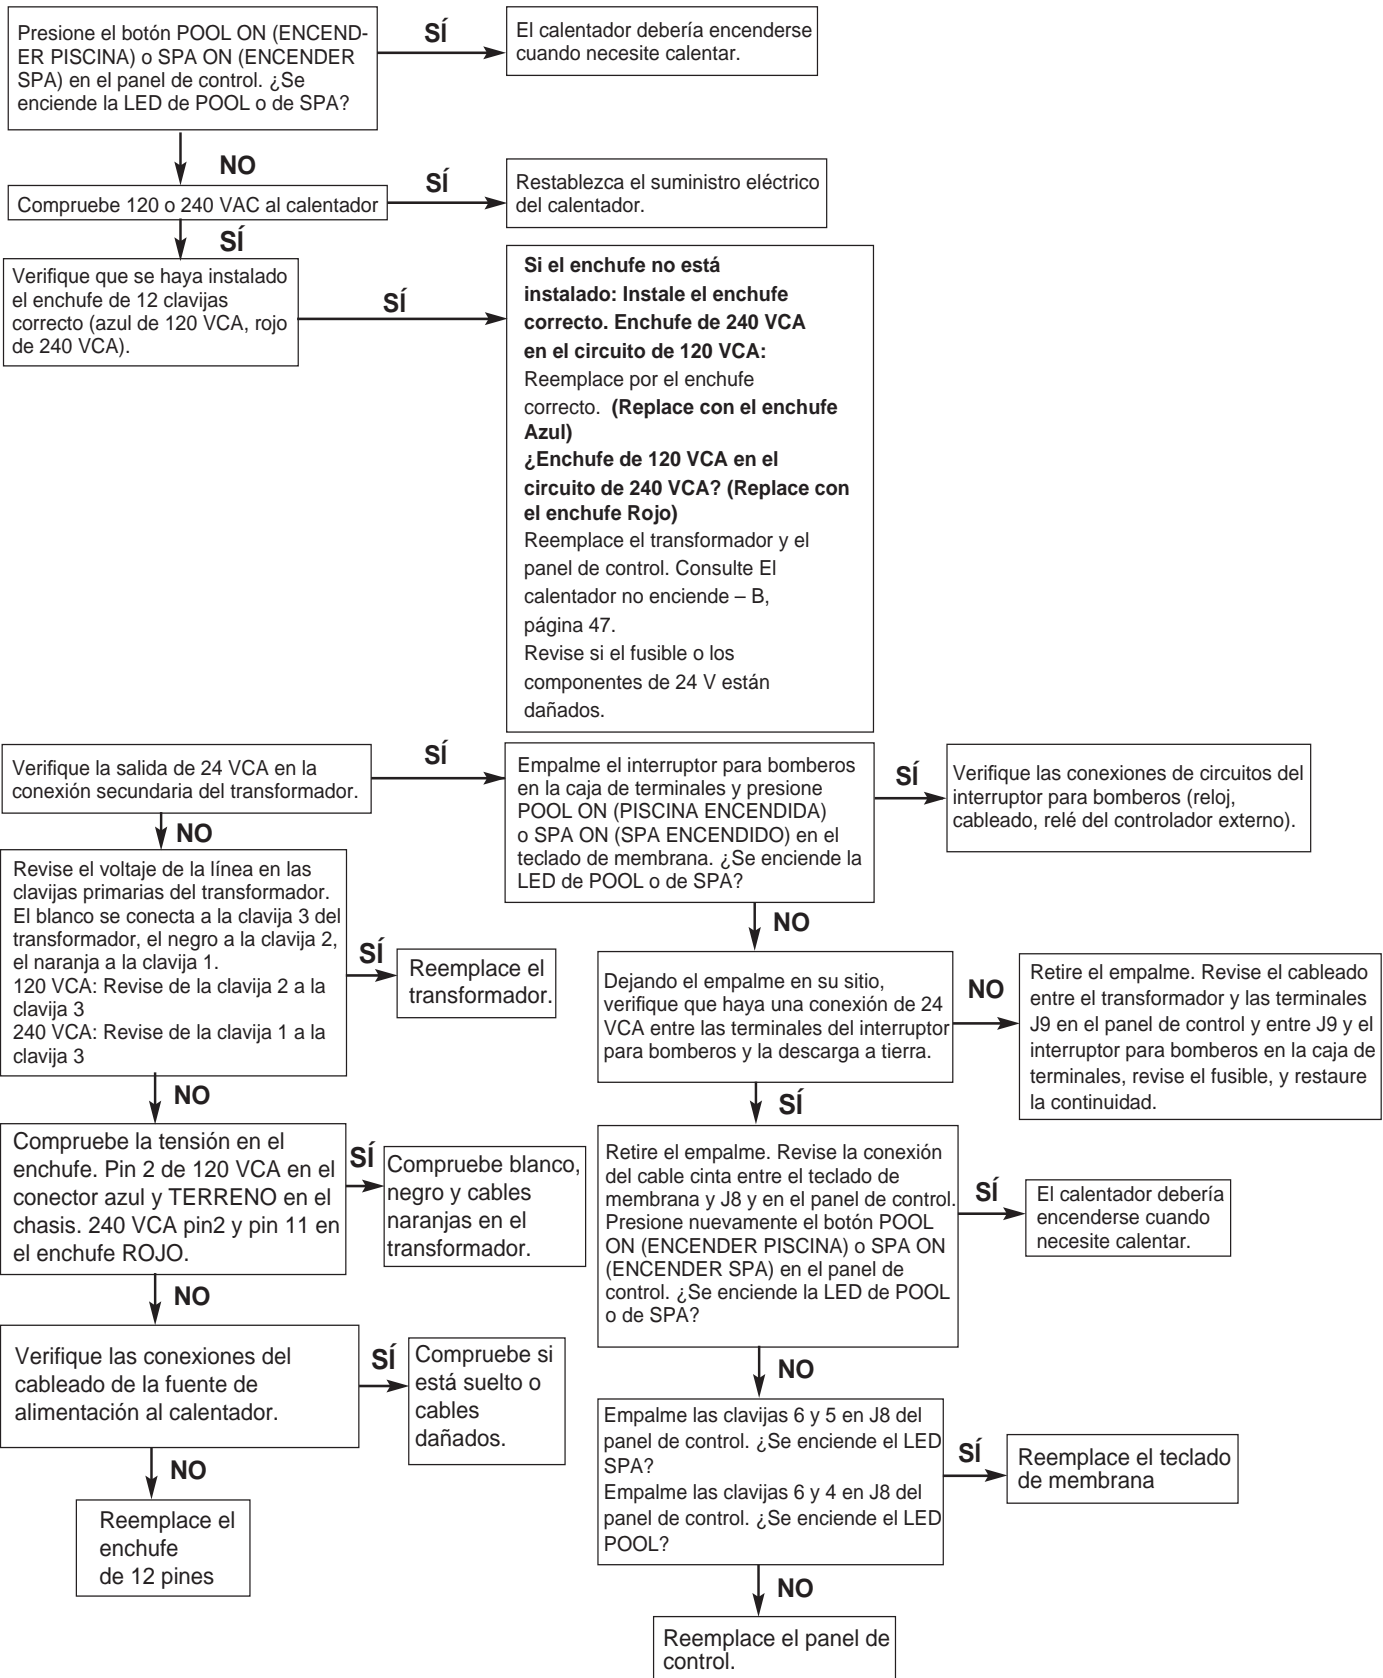 Presione el botón POOL ON (ENCEND-
ER PISCINA) o SPA ON (ENCENDER
SPA) en el panel de control. ¿Se
enciende la LED de POOL o de SPA?
SÍ
El calentador debería encenderse
cuando necesite calentar.
NO
Compruebe 120 o 240 VAC al calentador
SÍ
Restablezca el suministro eléctrico
del calentador.
SÍ
Verifique que se haya instalado
el enchufe de 12 clavijas
correcto (azul de 120 VCA, rojo
de 240 VCA).
SÍ
Si el enchufe no está
instalado: Instale el enchufe
correcto. Enchufe de 240 VCA
en el circuito de 120 VCA:
Reemplace por el enchufe
correcto. (Replace con el enchufe
Azul)
¿Enchufe de 120 VCA en el
circuito de 240 VCA? (Replace con
el enchufe Rojo)
Reemplace el transformador y el
panel de control. Consulte El
calentador no enciende – B,
página 47.
Revise si el fusible o los
componentes de 24 V están
dañados.
Verifique la salida de 24 VCA en la
conexión secundaria del transformador.
SÍ
Empalme el interruptor para bomberos
en la caja de terminales y presione
POOL ON (PISCINA ENCENDIDA)
o SPA ON (SPA ENCENDIDO) en el
teclado de membrana. ¿Se enciende la
LED de POOL o de SPA?
SÍ
Verifique las conexiones de circuitos del
interruptor para bomberos (reloj,
cableado, relé del controlador externo).
NO
Revise el voltaje de la línea en las
clavijas primarias del transformador.
El blanco se conecta a la clavija 3 del
transformador, el negro a la clavija 2,
el naranja a la clavija 1.
120 VCA: Revise de la clavija 2 a la
clavija 3
240 VCA: Revise de la clavija 1 a la
clavija 3
SÍ
Reemplace el
transformador.
NO
Dejando el empalme en su sitio,
verifique que haya una conexión de 24
VCA entre las terminales del interruptor
para bomberos y la descarga a tierra.
NO
Retire el empalme. Revise el cableado
entre el transformador y las terminales
J9 en el panel de control y entre J9 y el
interruptor para bomberos en la caja de
terminales, revise el fusible, y restaure
la continuidad.
NO
Compruebe la tensión en el
enchufe. Pin 2 de 120 VCA en el
conector azul y TERRENO en el
chasis. 240 VCA pin2 y pin 11 en
el enchufe ROJO.
SÍ
Compruebe blanco,
negro y cables
naranjas en el
transformador.
SÍ
Retire el empalme. Revise la conexión
del cable cinta entre el teclado de
membrana y J8 y en el panel de control.
Presione nuevamente el botón POOL
ON (ENCENDER PISCINA) o SPA ON
(ENCENDER SPA) en el panel de
control. ¿Se enciende la LED de POOL
o de SPA?
SÍ
El calentador debería
encenderse cuando
necesite calentar.
NO
Verifique las conexiones del
cableado de la fuente de
alimentación al calentador.
SÍ
Compruebe si
está suelto o
cables
dañados.
NO
Empalme las clavijas 6 y 5 en J8 del
panel de control. ¿Se enciende el LED
SPA?
Empalme las clavijas 6 y 4 en J8 del
panel de control. ¿Se enciende el LED
POOL?
SÍ
Reemplace el teclado
de membrana
NO
Reemplace el
enchufe
de 12 pines
NO
Reemplace el panel de
control.